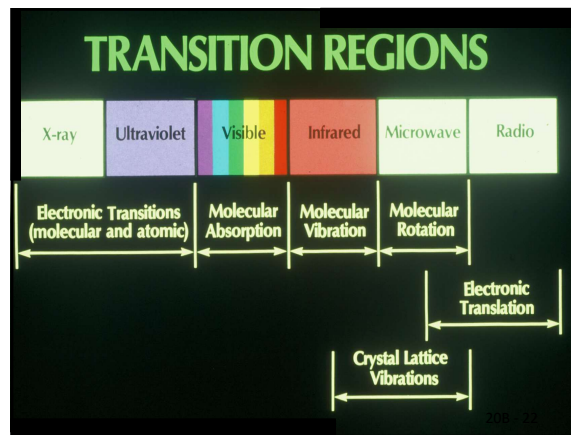 TRANSITION REGIONS
X-ray Ultraviolet Visible Infrared Microwave Radio
Electronic Transitions
(molecular and atomic)
Molecular
Absorption
Molecular
Vibration
Molecular
Rotation
Electronic
Translation
Crystal Lattice
Vibrations
20B - 22